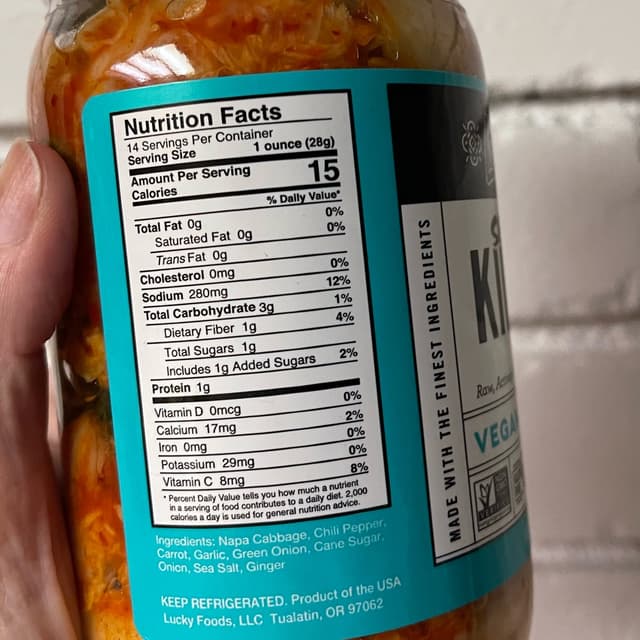 Nutrition Facts
14 Servings Per Container
Serving Size 1 ounce (28g)
Amount Per Serving
Calories 15
% Daily Value*
Total Fat 0g 0%
Saturated Fat 0g 0%
Trans Fat 0g
Cholesterol 0mg 0%
Sodium 280mg 12%
Total Carbohydrate 3g 1%
Dietary Fiber 1g 4%
Total Sugars 1g
Includes 1g Added Sugars 2%
Protein 1g
Vitamin D 0mcg 0%
Calcium 17mg 2%
Iron 0mg 0%
Potassium 29mg 0%
Vitamin C 8mg 8%
* Percent Daily Value tells you how much a nutrient
in a serving of food contributes to a daily diet. 2,000
calories a day is used for general nutrition advice.
Ingredients: Napa Cabbage, Chili Pepper,
Carrot, Garlic, Green Onion, Cane Sugar,
Onion, Sea Salt, Ginger
KEEP REFRIGERATED. Product of the USA
Lucky Foods, LLC Tualatin, OR 97062
MADE WITH THE FINEST INGREDIENTS
Raw,